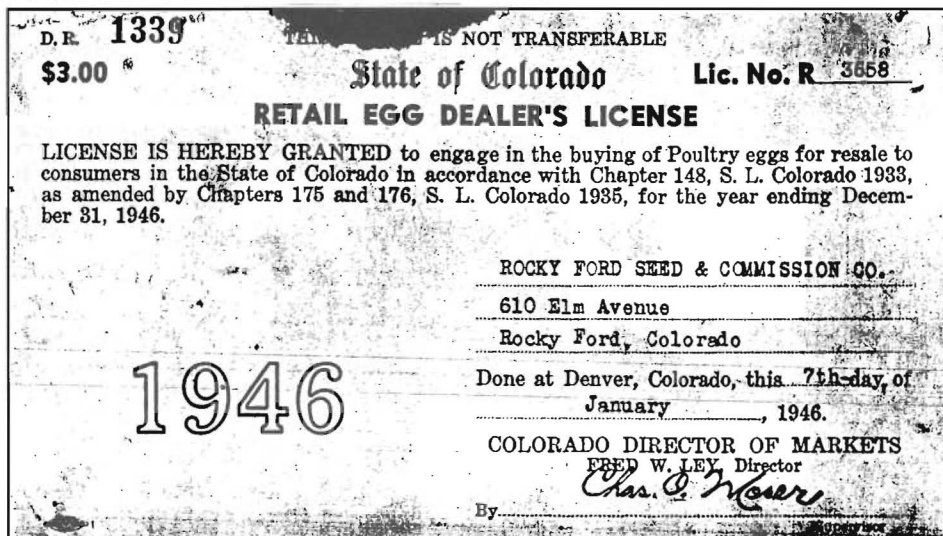 D. R. 1339 IS NOT TRANSFERABLE
$3.00 State of Colorado Lic. No. R 3658
RETAIL EGG DEALER'S LICENSE
LICENSE IS HEREBY GRANTED to engage in the buying of Poultry eggs for resale to
consumers in the State of Colorado in accordance with Chapter 148, S. L. Colorado 1933,
as amended by Chapters 175 and 176, S. L. Colorado 1935, for the year ending Decem-
ber 31, 1946.
ROCKY FORD SEED & COMMISSION CO.
610 Elm Avenue
Rocky Ford, Colorado
1946
Done at Denver, Colorado, this 7th day of
January, 1946.
COLORADO DIRECTOR OF MARKETS
FRED W. LEY, Director
Chas. O. Moser
By
Supervisor